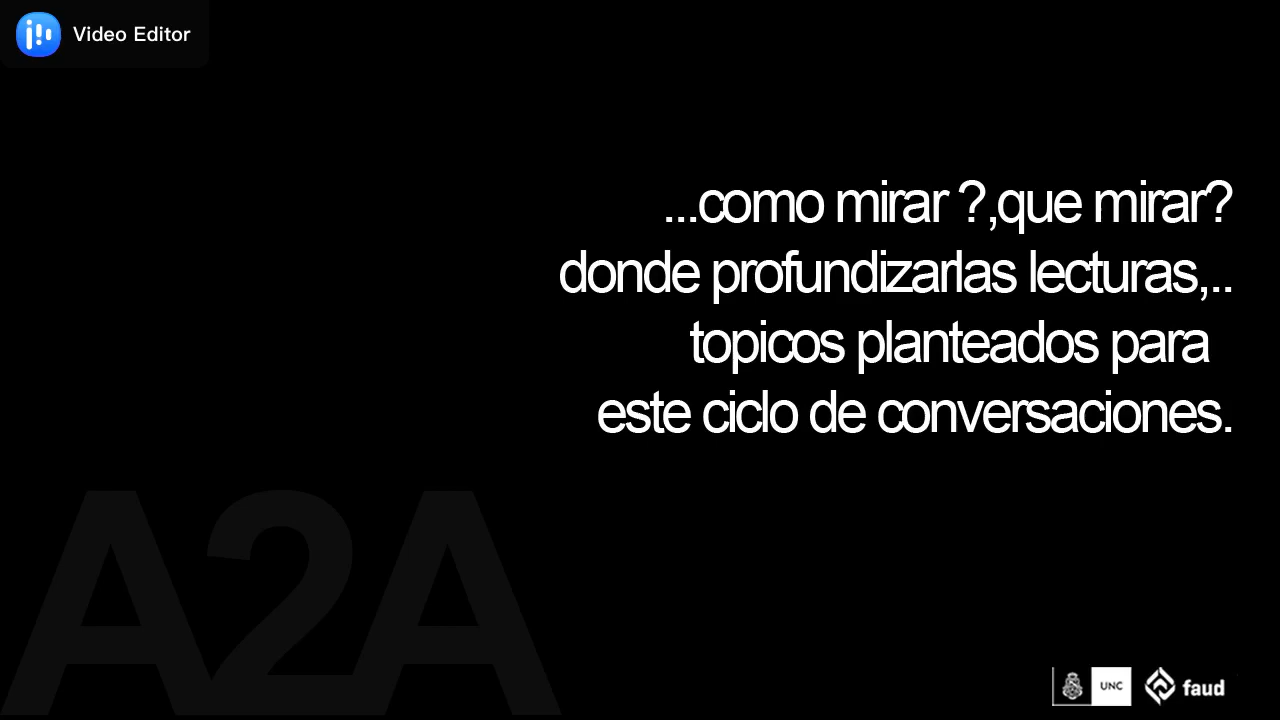 Video Editor
...como mirar ?,que mirar?
donde profundizarlas lecturas,..
topicos planteados para
este ciclo de conversaciones.
A2A
UNC
faud